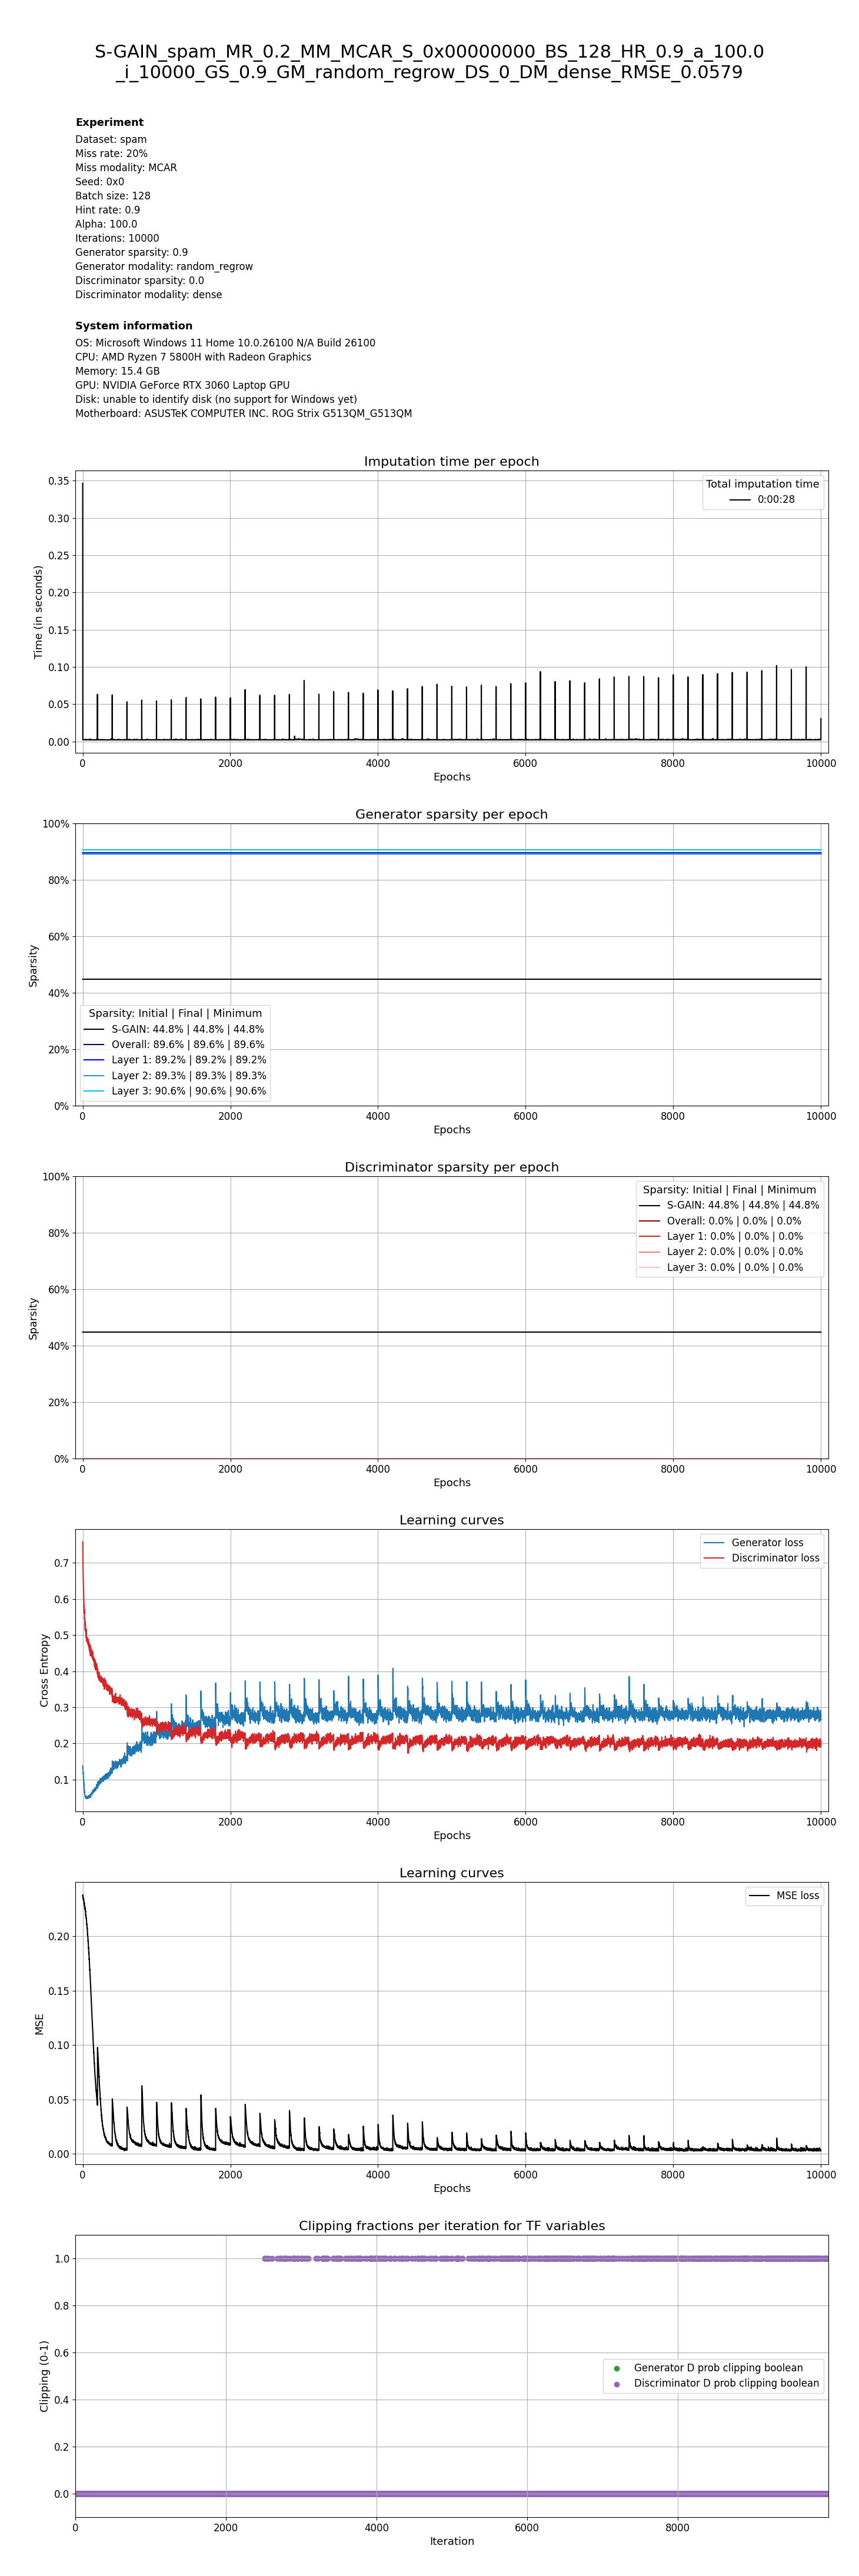 S-GAIN_spam_MR_0.2_MM_MCAR_S_0x00000000_BS_128_HR_0.9_a_100.0
_i_10000_GS_0.9_GM_random_regrow_DS_0_DM_dense_RMSE_0.0579
Experiment
Dataset: spam
Miss rate: 20%
Miss modality: MCAR
Seed: 0x0
Batch size: 128
Hint rate: 0.9
Alpha: 100.0
Iterations: 10000
Generator sparsity: 0.9
Generator modality: random_regrow
Discriminator sparsity: 0.0
Discriminator modality: dense
System information
OS: Microsoft Windows 11 Home 10.0.26100 N/A Build 26100
CPU: AMD Ryzen 7 5800H with Radeon Graphics
Memory: 15.4 GB
GPU: NVIDIA GeForce RTX 3060 Laptop GPU
Disk: unable to identify disk (no support for Windows yet)
Motherboard: ASUSTeK COMPUTER INC. ROG Strix G513QM_G513QM
Imputation time per epoch
Time (in seconds)
0.35
0.30
0.25
0.20
0.15
0.10
0.05
0.00
Total imputation time
0:00:28
0 2000 4000 6000 8000 10000
Epochs
Generator sparsity per epoch
Sparsity
100%
80%
60%
40%
20%
0%
Sparsity: Initial | Final | Minimum
S-GAIN: 44.8% | 44.8% | 44.8%
Overall: 89.6% | 89.6% | 89.6%
Layer 1: 89.2% | 89.2% | 89.2%
Layer 2: 89.3% | 89.3% | 89.3%
Layer 3: 90.6% | 90.6% | 90.6%
0 2000 4000 6000 8000 10000
Epochs
Discriminator sparsity per epoch
Sparsity
100%
80%
60%
40%
20%
0%
Sparsity: Initial | Final | Minimum
S-GAIN: 44.8% | 44.8% | 44.8%
Overall: 0.0% | 0.0% | 0.0%
Layer 1: 0.0% | 0.0% | 0.0%
Layer 2: 0.0% | 0.0% | 0.0%
Layer 3: 0.0% | 0.0% | 0.0%
0 2000 4000 6000 8000 10000
Epochs
Learning curves
Cross Entropy
0.7
0.6
0.5
0.4
0.3
0.2
0.1
Generator loss
Discriminator loss
0 2000 4000 6000 8000 10000
Epochs
Learning curves
MSE
0.20
0.15
0.10
0.05
0.00
MSE loss
0 2000 4000 6000 8000 10000
Epochs
Clipping fractions per iteration for TF variables
Clipping (0-1)
1.0
0.8
0.6
0.4
0.2
0.0
Generator D prob clipping boolean
Discriminator D prob clipping boolean
0 2000 4000 6000 8000
Iteration